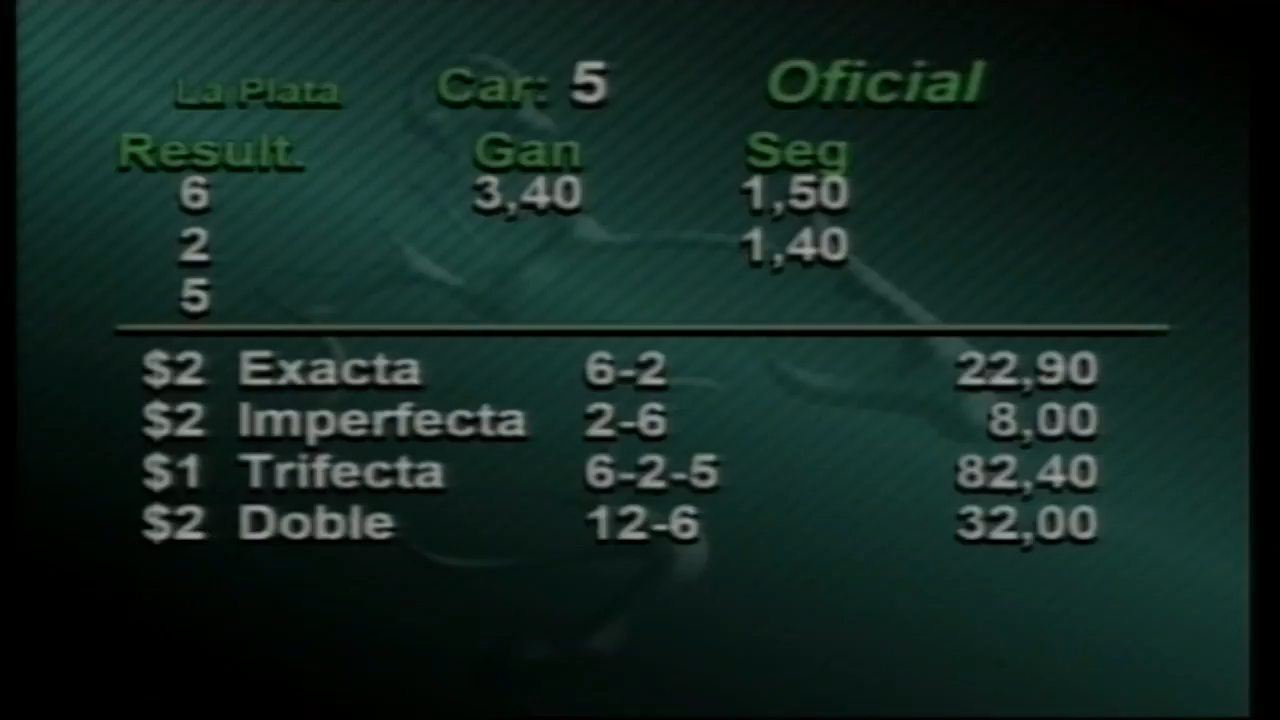 La Plata Car: 5 Oficial
Result. Gan Seg
6 3,40 1,50
2 1,40
5
$2 Exacta 6-2 22,90
$2 Imperfecta 2-6 8,00
$1 Trifecta 6-2-5 82,40
$2 Doble 12-6 32,00